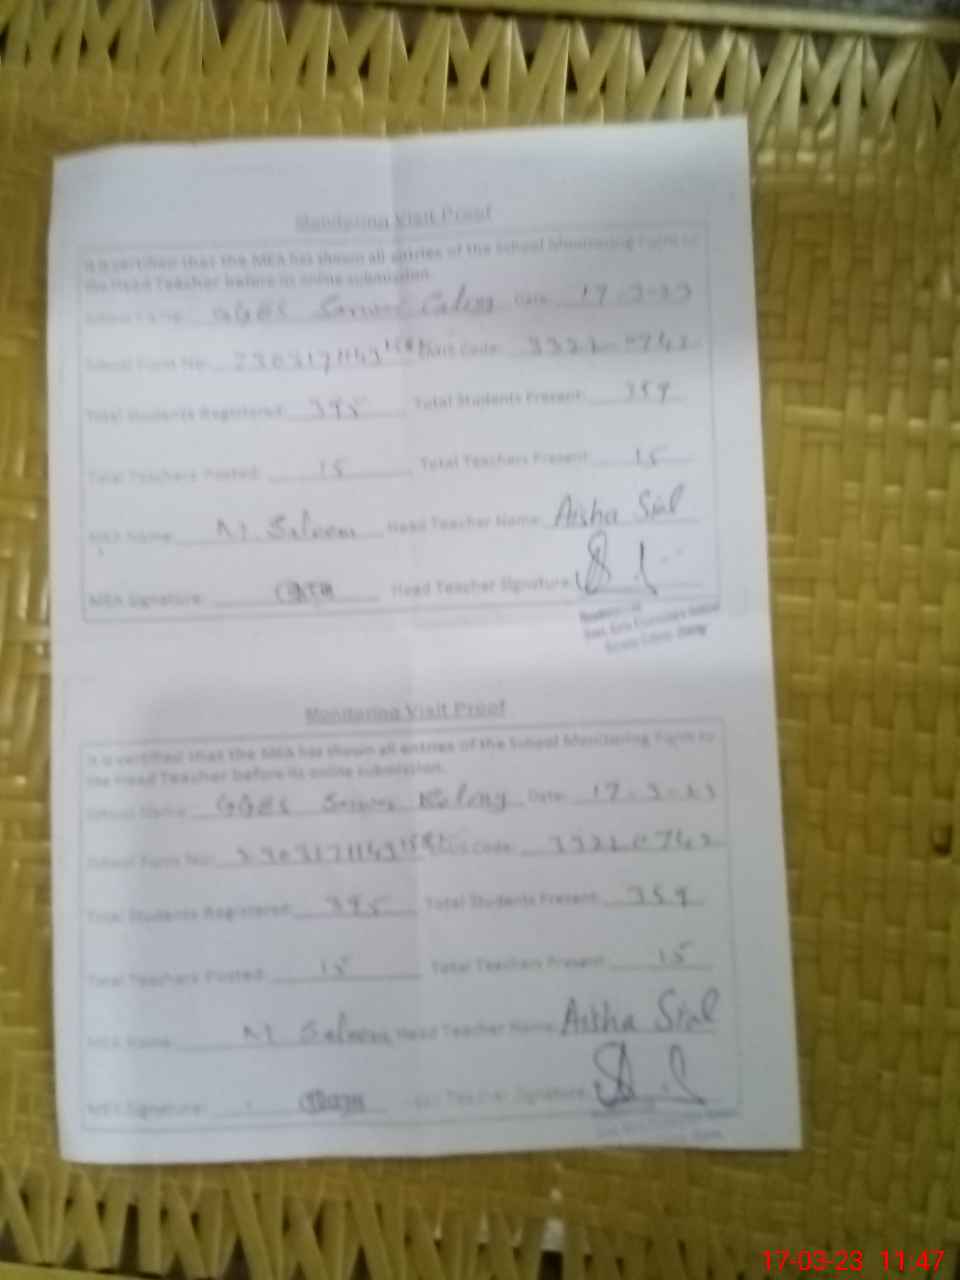 Monitoring Visit Proof
It is certified that the MEA has shown all entries of the School Monitoring Form to
the Head Teacher before its online submission.
School Name: GGES Colony Date: 17-3-23
School Form No: EMIS Code: 33210742
Total Students Registered: 395 Total Students Present: 359
Total Teachers Posted: 15 Total Teachers Present: 15
MEA Name: M Saleem Head Teacher Name: Aisha Sial
MEA Signature: Head Teacher Signature:
Monitoring Visit Proof
It is certified that the MEA has shown all entries of the School Monitoring Form to
the Head Teacher before its online submission.
School Name: GGES Kolony Date: 17-3-23
School Form No: EMIS Code: 33210742
Total Students Registered: 395 Total Students Present: 359
Total Teachers Posted: 15 Total Teachers Present: 15
MEA Name: M Saleem Head Teacher Name: Aisha Sial
MEA Signature: Head Teacher Signature:
17-03-23 11:47